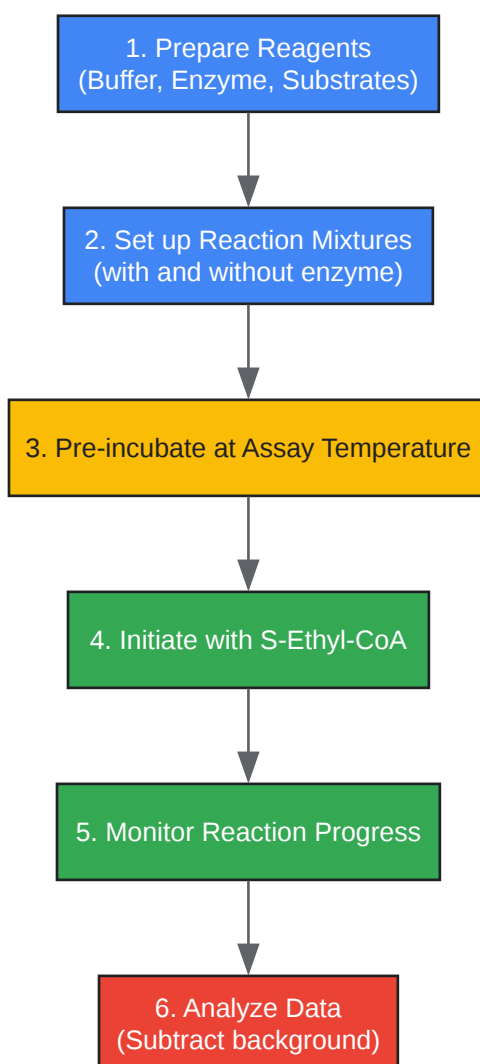 1. Prepare Reagents
(Buffer, Enzyme, Substrates)
2. Set up Reaction Mixtures
(with and without enzyme)
3. Pre-incubate at Assay Temperature
4. Initiate with S-Ethyl-CoA
5. Monitor Reaction Progress
6. Analyze Data
(Subtract background)